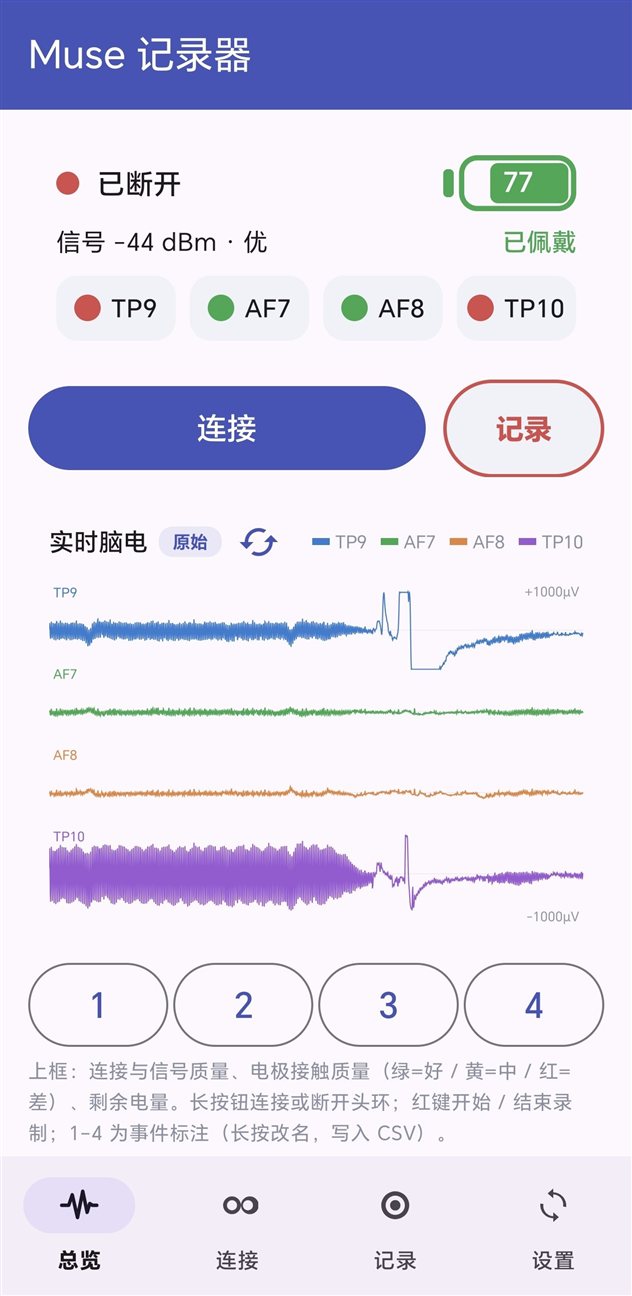 Muse 记录器
已断开
77
信号 -44 dBm · 优
已佩戴
TP9 AF7 AF8 TP10
连接 记录
实时脑电 原始 TP9 AF7 AF8 TP10
TP9
+1000μV
AF7
AF8
TP10
-1000μV
1 2 3 4
上框：连接与信号质量、电极接触质量（绿=好 / 黄=中 / 红=
差）、剩余电量。长按钮连接或断开头环；红键开始 / 结束录
制；1-4 为事件标注（长按改名，写入 CSV）。
总览 连接 记录 设置